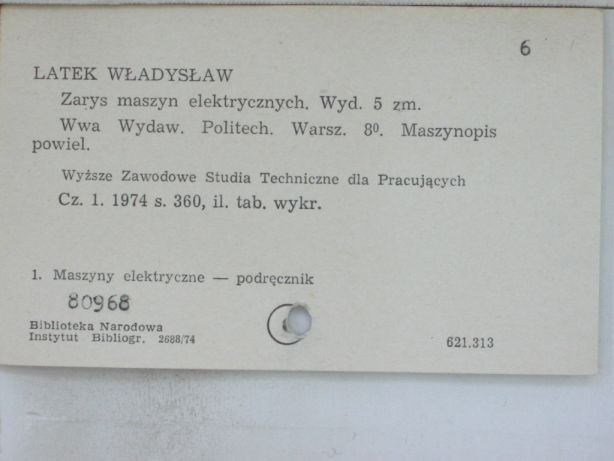 6
LATEK WŁADYSŁAW
Zarys maszyn elektrycznych. Wyd. 5 zm.
Wwa Wydaw. Politech. Warsz. 8⁰. Maszynopis
powiel.
Wyższe Zawodowe Studia Techniczne dla Pracujących
Cz. 1. 1974 s. 360, il. tab. wykr.
1. Maszyny elektryczne — podręcznik
80968
Biblioteka Narodowa
Instytut Bibliogr. 2688/74
621.313